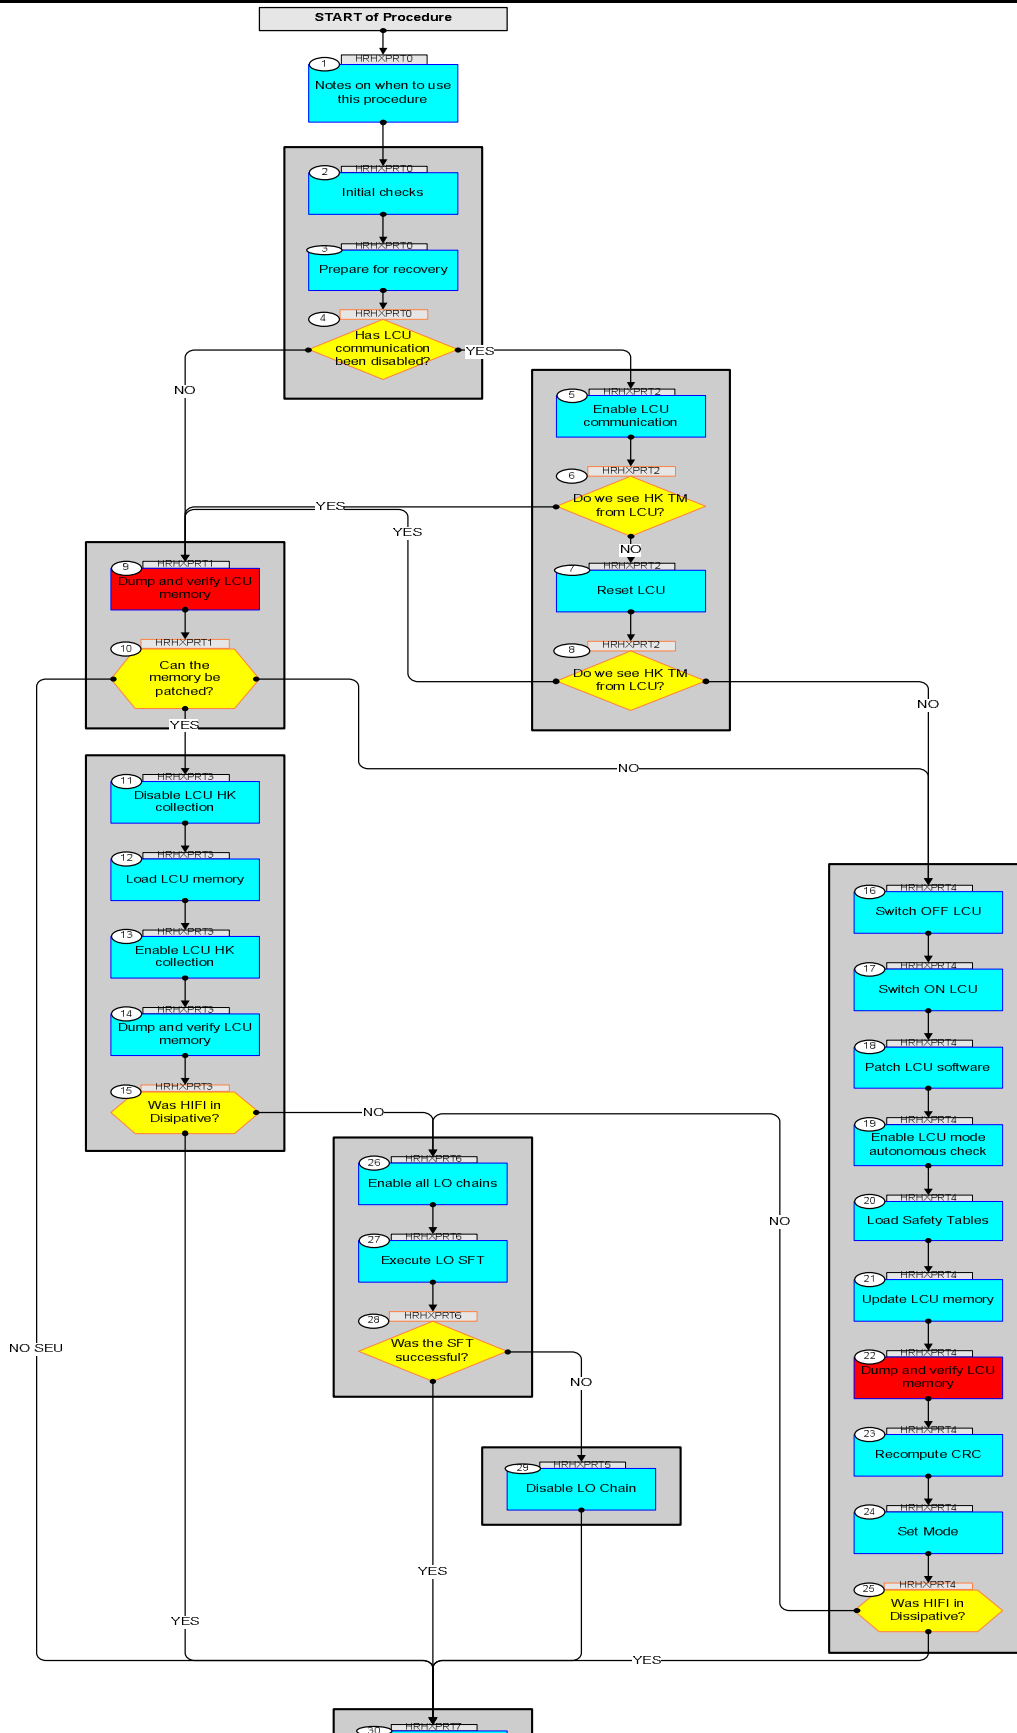 START of Procedure
HRHXPRT0
1
Notes on when to use
this procedure
HRHXPRT0
2
Initial checks
HRHXPRT0
3
Prepare for recovery
HRHXPRT0
4
Has LCU
communication
been disabled?
YES
NO
HRHXPRT2
5
Enable LCU
communication
HRHXPRT2
6
Do we see HK TM
from LCU?
YES
NO
HRHXPRT2
7
Reset LCU
HRHXPRT2
8
Do we see HK TM
from LCU?
YES
NO
HRHXPRT1
9
Dump and verify LCU
memory
HRHXPRT1
10
Can the
memory be
patched?
YES
NO
NO SEU
HRHXPRT3
11
Disable LCU HK
collection
HRHXPRT3
12
Load LCU memory
HRHXPRT3
13
Enable LCU HK
collection
HRHXPRT3
14
Dump and verify LCU
memory
HRHXPRT3
15
Was HIFI in
Disipative?
NO
YES
HRHXPRT4
16
Switch OFF LCU
HRHXPRT4
17
Switch ON LCU
HRHXPRT4
18
Patch LCU software
HRHXPRT4
19
Enable LCU mode
autonomous check
HRHXPRT4
20
Load Safety Tables
HRHXPRT4
21
Update LCU memory
HRHXPRT4
22
Dump and verify LCU
memory
HRHXPRT4
23
Recompute CRC
HRHXPRT4
24
Set Mode
HRHXPRT4
25
Was HIFI in
Dissipative?
NO
YES
HRHXPRT6
26
Enable all LO chains
HRHXPRT6
27
Execute LO SFT
HRHXPRT6
28
Was the SFT
successful?
NO
YES
HRHXPRT5
29
Disable LO Chain
HRHXPRT7
30